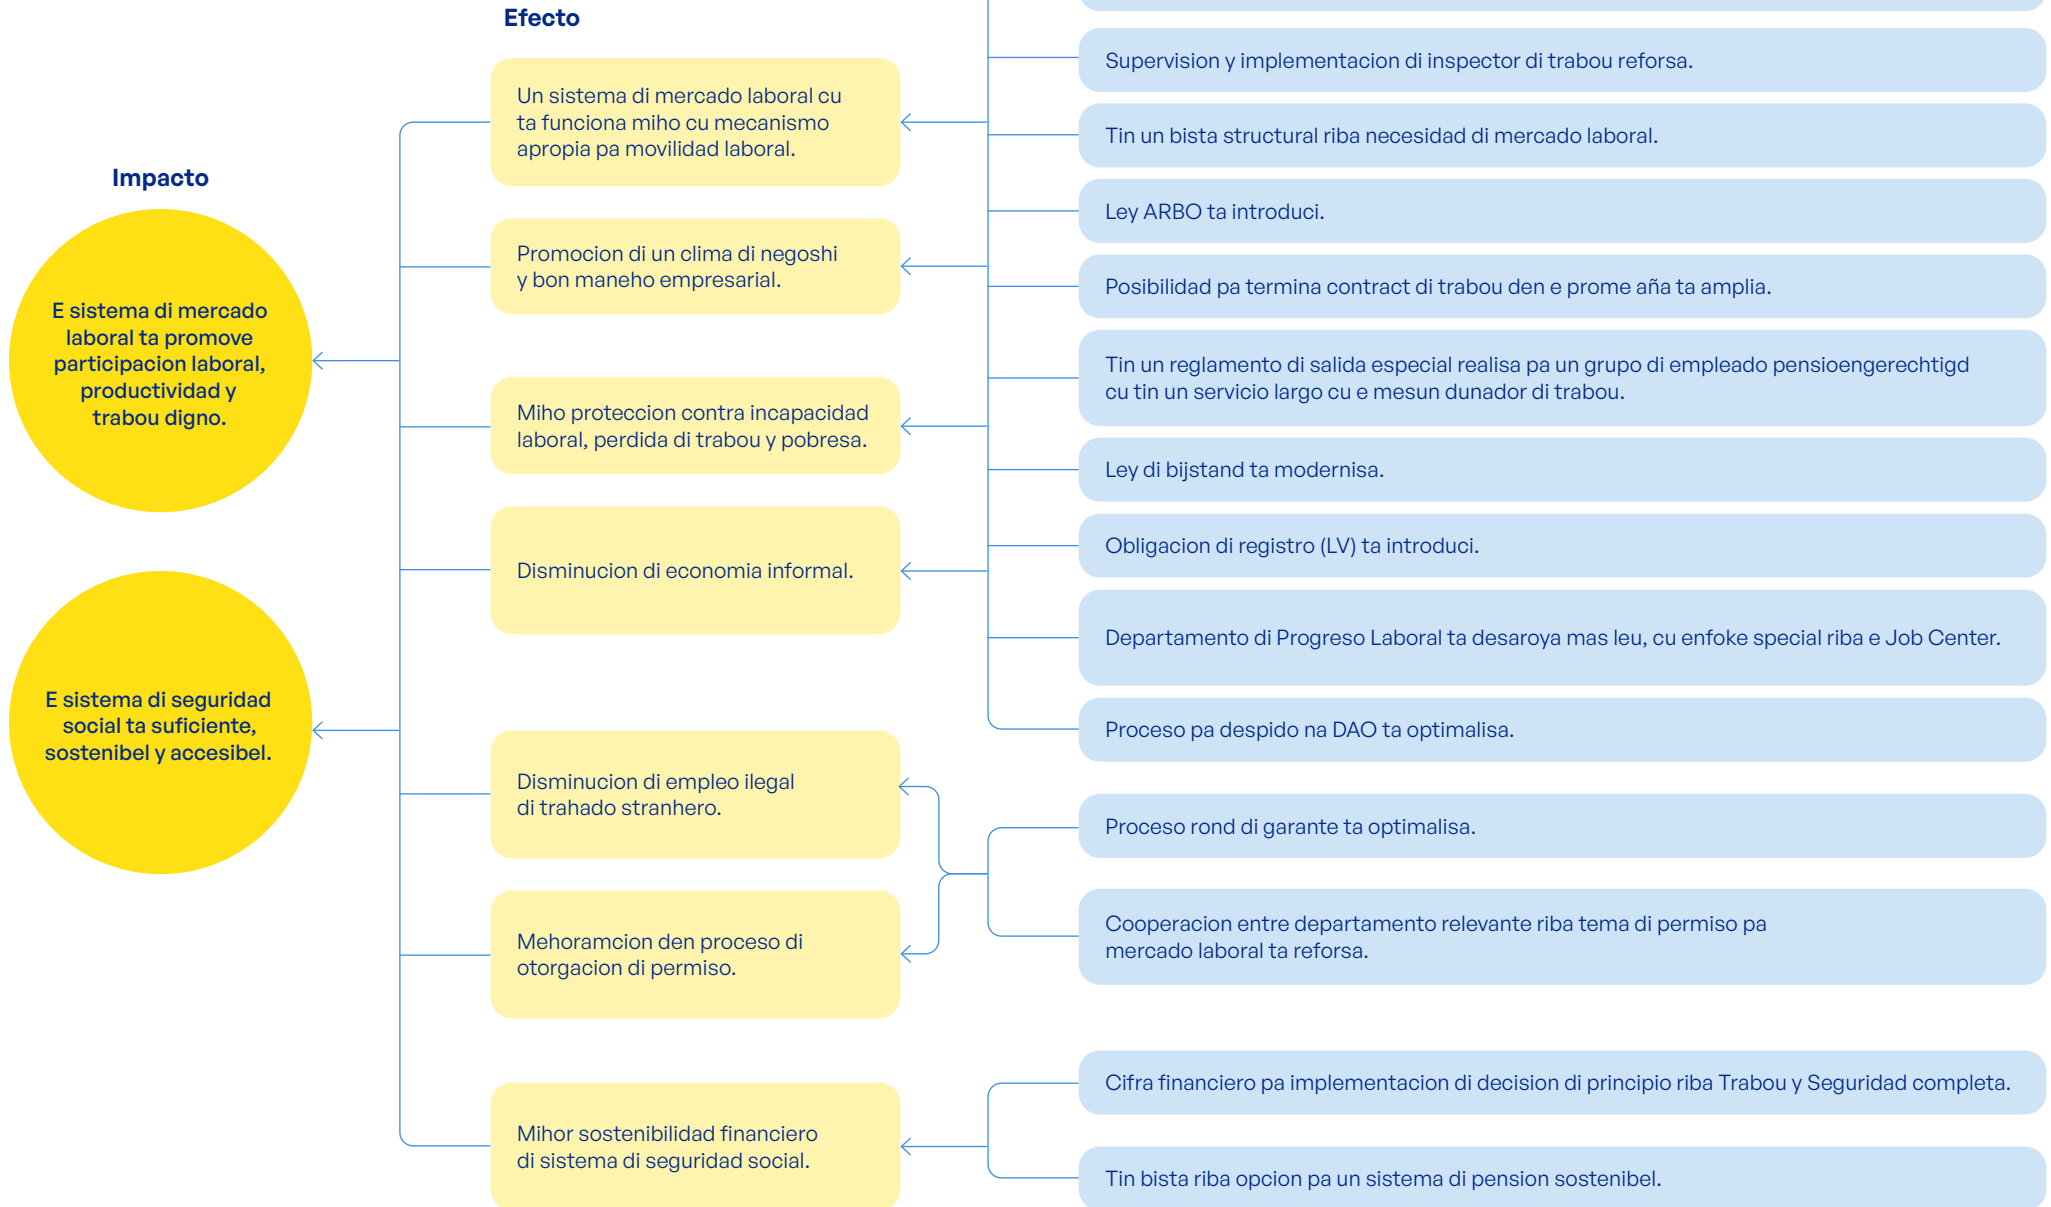 Impacto
E sistema di mercado
laboral ta promove
participacion laboral,
productividad y
trabou digno.
E sistema di seguridad
social ta suficiente,
sostenibel y accesibel.
Efecto
Un sistema di mercado laboral cu
ta funciona miho cu mecanismo
apropia pa movilidad laboral.
Promocion di un clima di negoshi
y bon maneho empresarial.
Miho proteccion contra incapacidad
laboral, perdida di trabou y pobresa.
Disminucion di economia informal.
Disminucion di empleo ilegal
di trahado stranhero.
Mehoramcion den proceso di
otorgacion di permiso.
Mihor sostenibilidad financiero
di sistema di seguridad social.
Supervision y implementacion di inspector di trabou reforsa.
Tin un bista structural riba necesidad di mercado laboral.
Ley ARBO ta introduci.
Posibilidad pa termina contract di trabou den e prome aña ta amplia.
Tin un reglamento di salida especial realisa pa un grupo di empleado pensioengerechtigd
cu tin un servicio largo cu e mesun dunador di trabou.
Ley di bijstand ta modernisa.
Obligacion di registro (LV) ta introduci.
Departamento di Progreso Laboral ta desaroya mas leu, cu enfoke special riba e Job Center.
Proceso pa despido na DAO ta optimalisa.
Proceso rond di garante ta optimalisa.
Cooperacion entre departamento relevante riba tema di permiso pa
mercado laboral ta reforsa.
Cifra financiero pa implementacion di decision di principio riba Trabou y Seguridad completa.
Tin bista riba opcion pa un sistema di pension sostenibel.